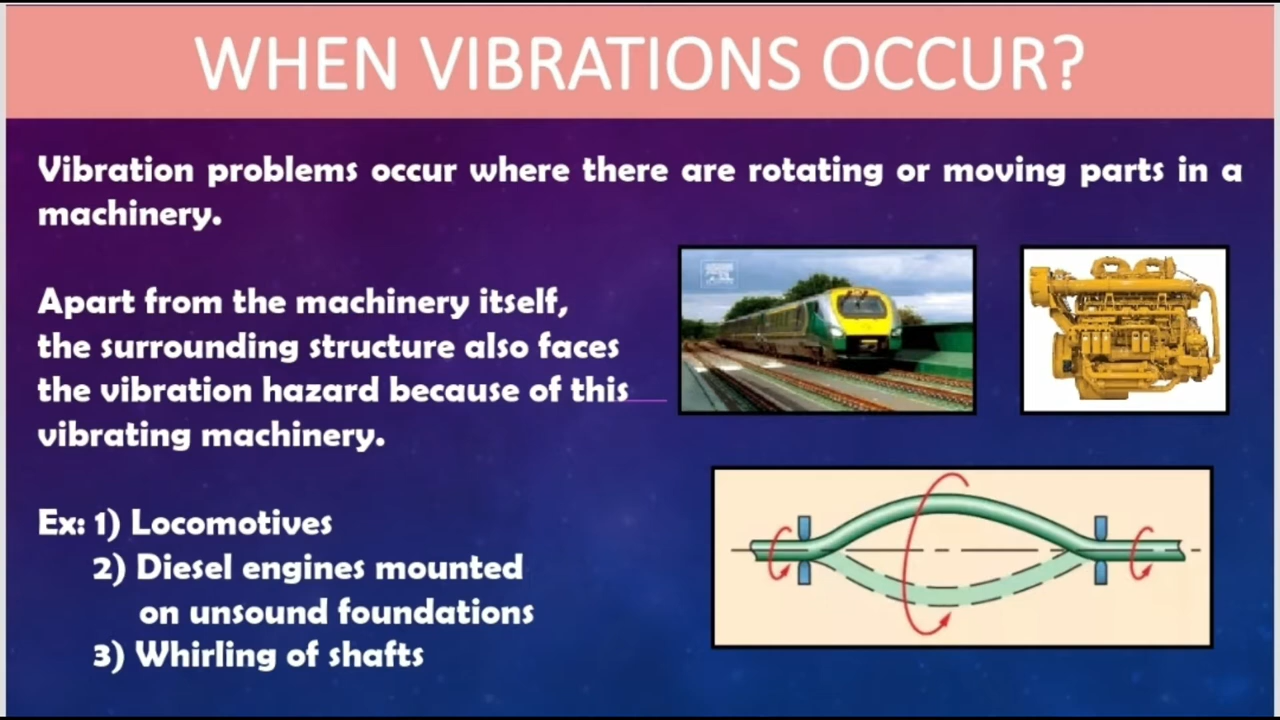 WHEN VIBRATIONS OCCUR?
Vibration problems occur where there are rotating or moving parts in a
machinery.
Apart from the machinery itself,
the surrounding structure also faces
the vibration hazard because of this
vibrating machinery.
Ex: 1) Locomotives
2) Diesel engines mounted
on unsound foundations
3) Whirling of shafts